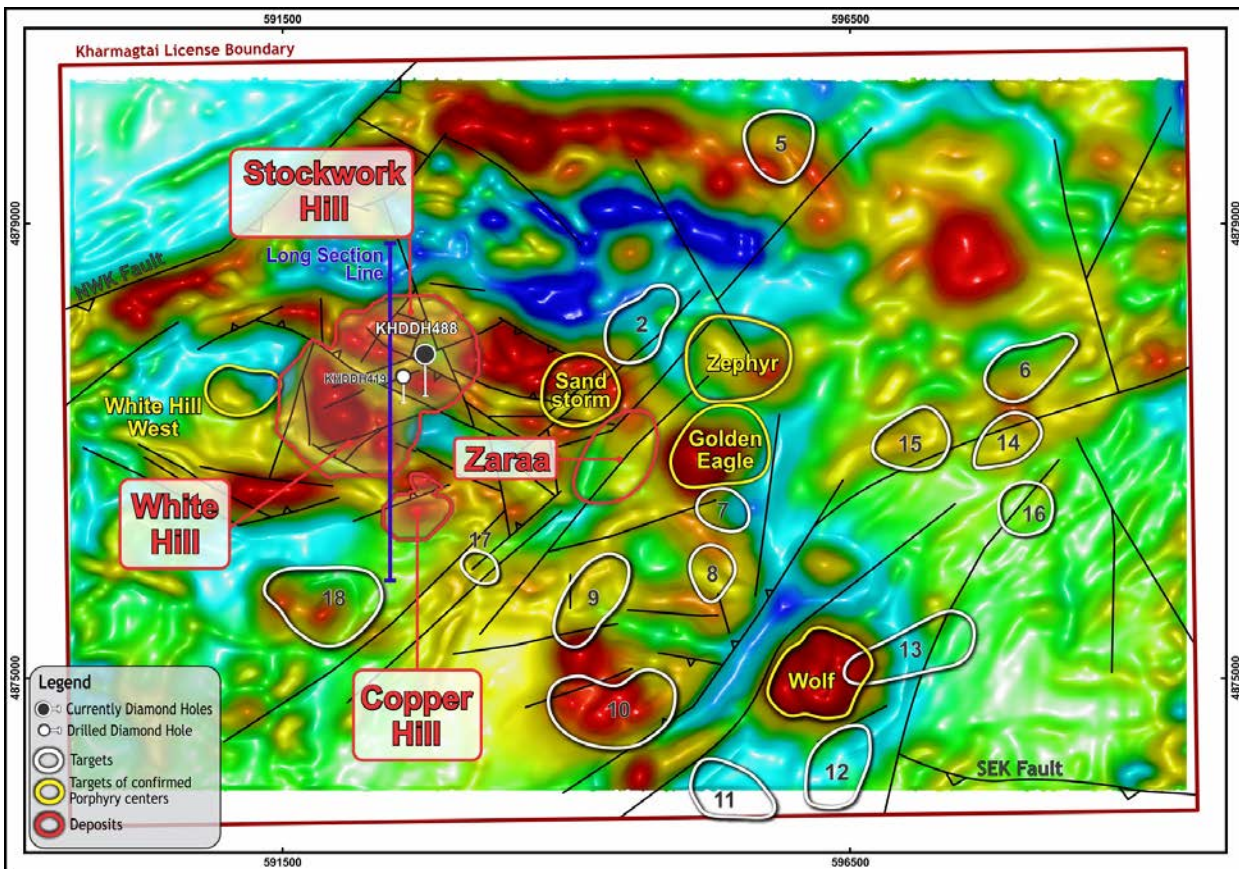 591500
596500
Kharmagtai License Boundary
5
Stockwork
Hill
4879000
4879000
Long Section
Line
NWK Fault
2
KHDDH488
Zephyr
KHDDH419
Sand
storm
6
White Hill
West
Golden
Eagle
15
14
Zaraa
White
Hill
7
16
17
8
18
9
13
Wolf
4875000
4875000
Copper
Hill
10
12
SEK Fault
11
Legend
Currently Diamond Holes
Drilled Diamond Hole
Targets
Targets of confirmed
Porphyry centers
Deposits
591500
596500